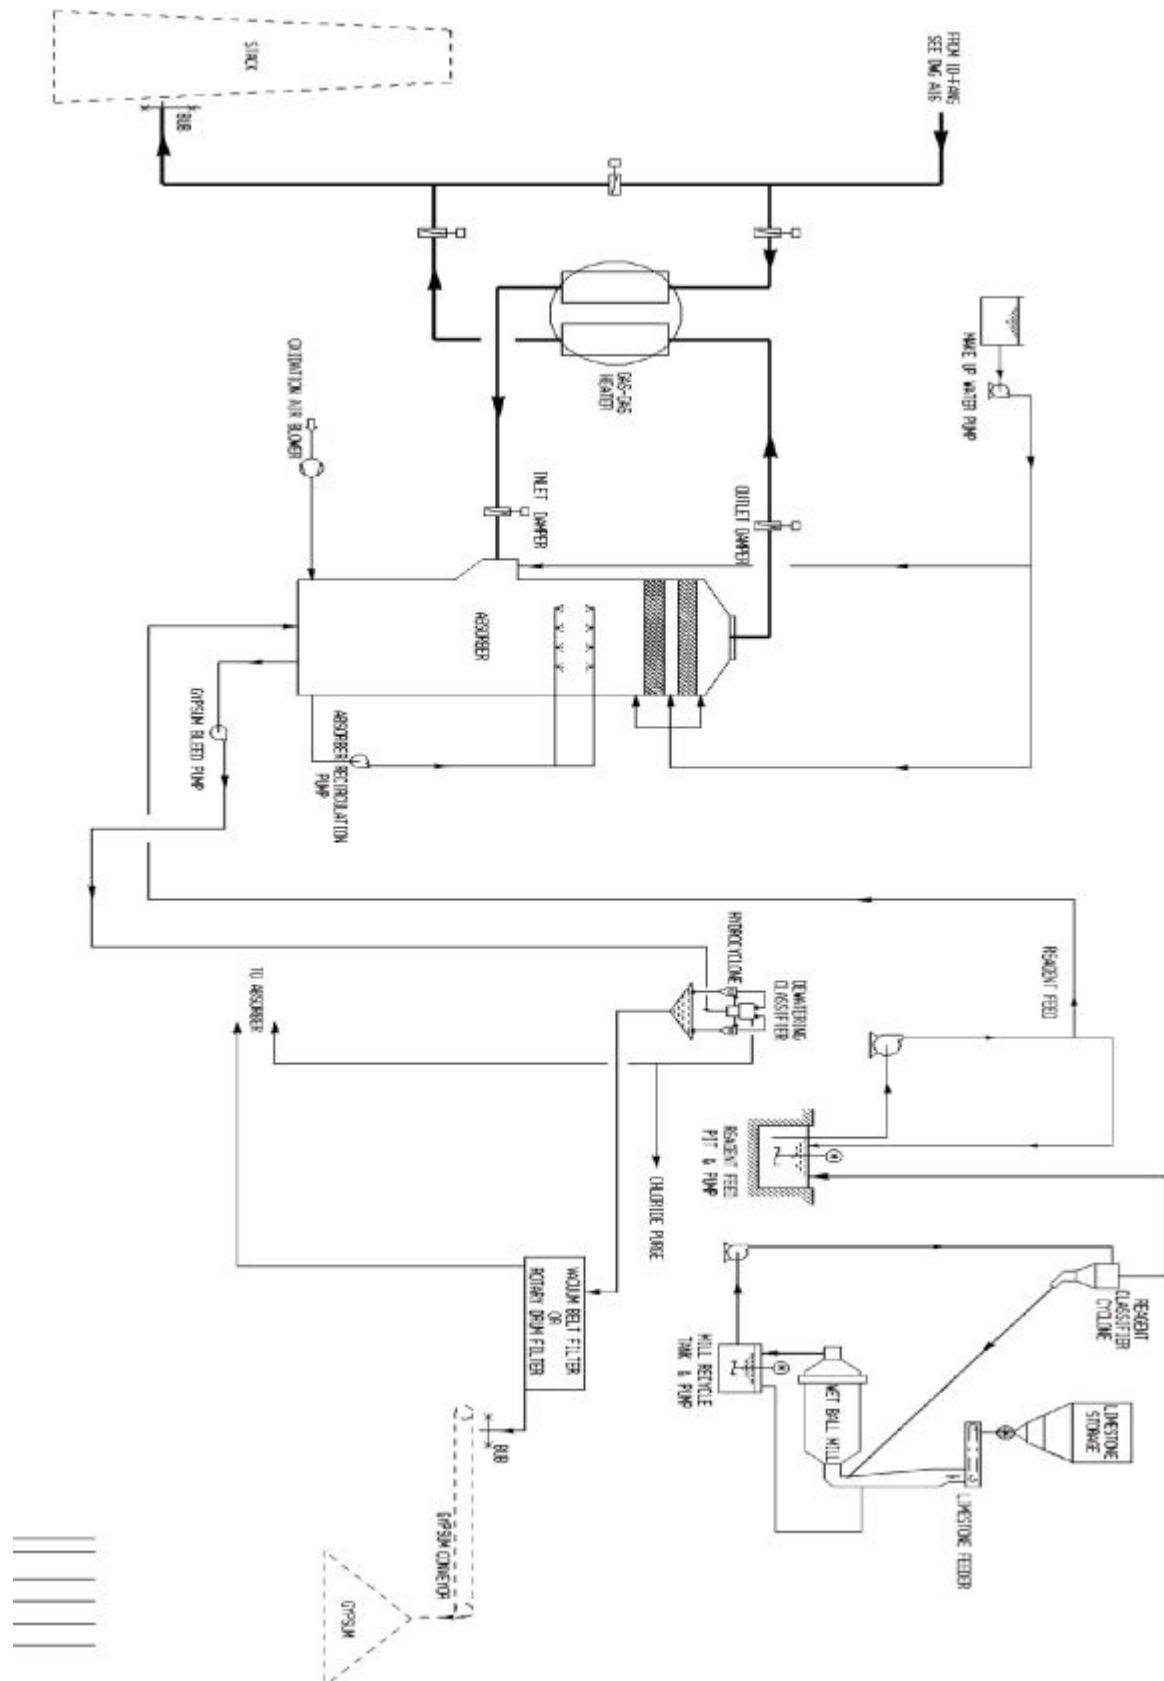 STACK
BUB
FROM ID-FANS
SEE DWG A16
GAS-GAS
HEATER
MAKE UP WATER PUMP
OXIDATION AIR BLOWER
INLET DAMPER
OUTLET DAMPER
ABSORBER
GYPSUM BLEED PUMP
ABSORBER RECIRCULATION
PUMP
HYDROCYCLONE
DEWATERING
CLASSIFIER
REAGENT FEED
TO ABSORBER
CHLORIDE PURGE
REAGENT FEED
PIT & PUMP
VACUUM BELT FILTER
OR
ROTARY DRUM FILTER
MILL RECYCLE
TANK & PUMP
WET BALL MILL
REAGENT
CLASSIFIER
CYCLONE
LIMESTONE
STORAGE
LIMESTONE FEEDER
BUB
GYPSUM CONVEYOR
GYPSUM